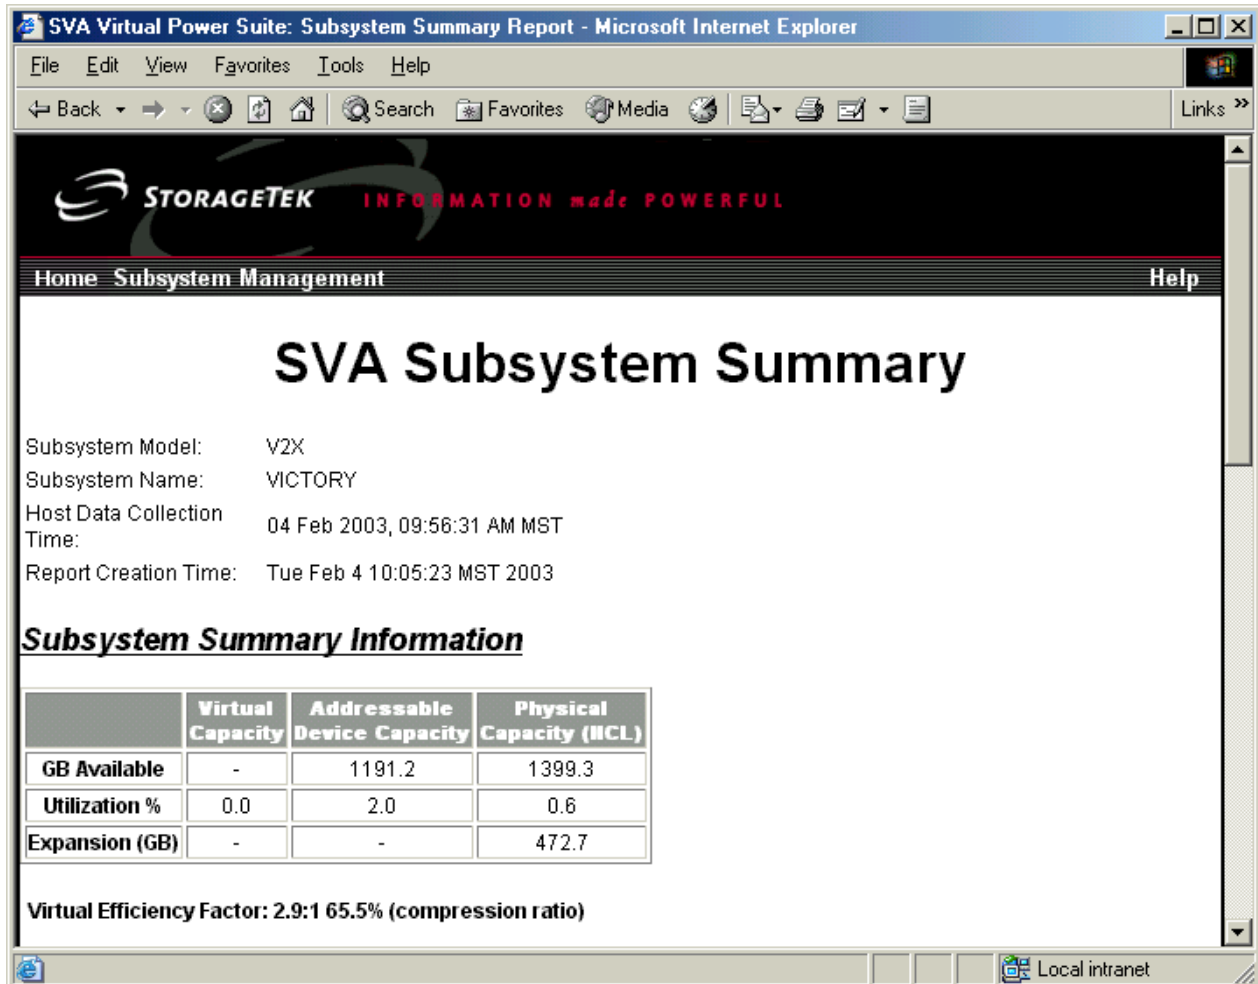 SVA Virtual Power Suite: Subsystem Summary Report - Microsoft Internet Explorer
File Edit View Favorites Tools Help
Back Search Favorites Media Links »
STORAGETEK INFORMATION made POWERFUL
Home Subsystem Management Help
SVA Subsystem Summary
Subsystem Model: V2X
Subsystem Name: VICTORY
Host Data Collection
Time: 04 Feb 2003, 09:56:31 AM MST
Report Creation Time: Tue Feb 4 10:05:23 MST 2003
Subsystem Summary Information
Virtual Addressable Physical
Capacity Device Capacity Capacity (NCL)
GB Available - 1191.2 1399.3
Utilization % 0.0 2.0 0.6
Expansion (GB) - - 472.7
Virtual Efficiency Factor: 2.9:1 65.5% (compression ratio)
Local intranet